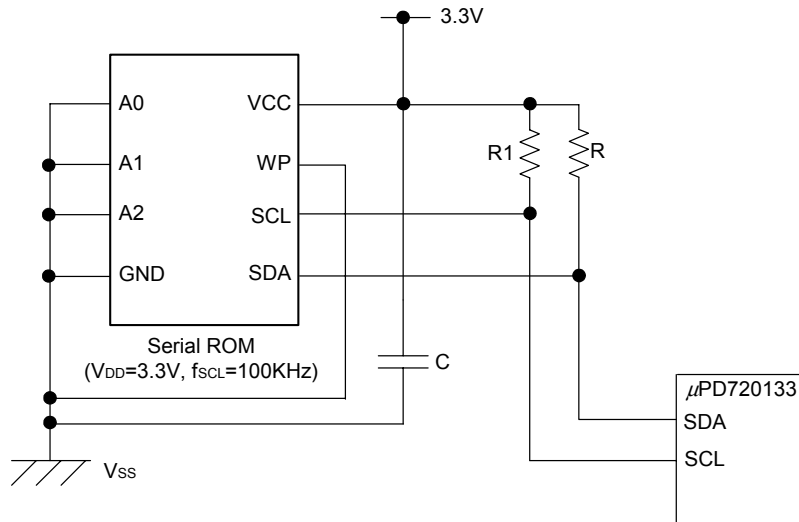 3.3V
A0
VCC
A1
WP
R1
R
A2
SCL
GND
SDA
Serial ROM
(VDD=3.3V, fSCL=100KHz)
C
μPD720133
SDA
SCL
VSS